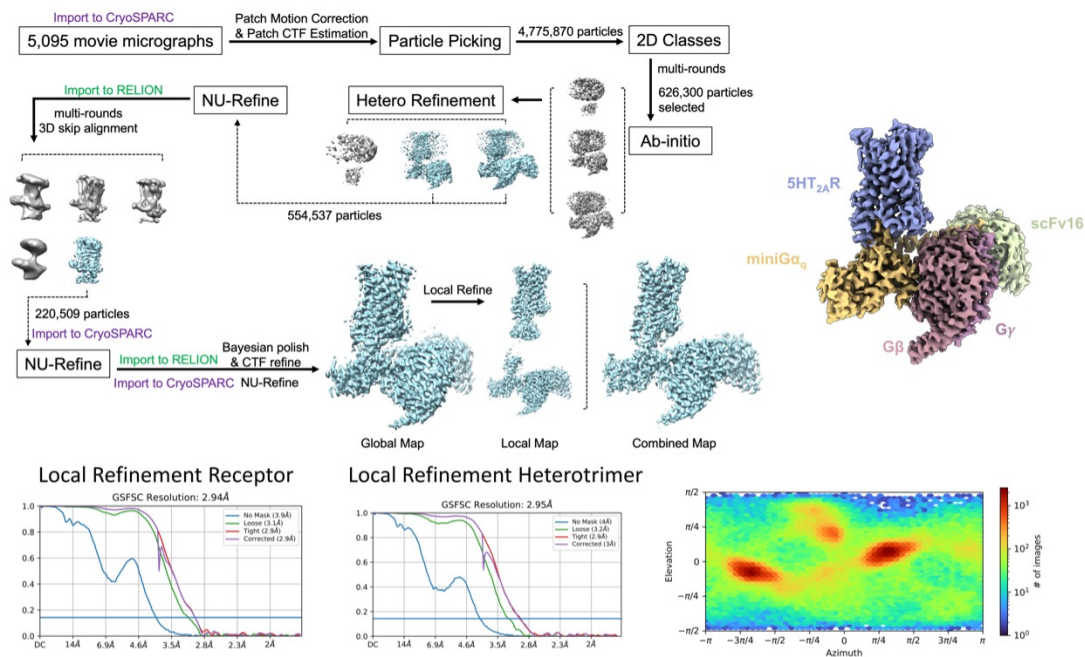 Import to CryoSPARC
5,095 movie micrographs
Patch Motion Correction
& Patch CTF Estimation
Particle Picking
4,775,870 particles
2D Classes
multi-rounds
626,300 particles
selected
Ab-initio
Hetero Refinement
NU-Refine
Import to RELION
multi-rounds
3D skip alignment
554,537 particles
220,509 particles
Import to CryoSPARC
NU-Refine
Import to RELION
Import to CryoSPARC
Bayesian polish
& CTF refine
NU-Refine
Local Refine
Global Map
Local Map
Combined Map
5HT2AR
scFv16
miniGαq
Gγ
Gβ
Local Refinement Receptor
GSFSC Resolution: 2.94Å
No Mask (3.9Å)
Loose (3.1Å)
Tight (2.9Å)
Corrected (2.9Å)
1.0
0.8
0.6
0.4
0.2
0.0
DC 14Å 6.9Å 4.6Å 3.5Å 2.8Å 2.3Å 2Å
Local Refinement Heterotrimer
GSFSC Resolution: 2.95Å
No Mask (4Å)
Loose (3.2Å)
Tight (2.9Å)
Corrected (3Å)
1.0
0.8
0.6
0.4
0.2
0.0
DC 14Å 6.9Å 4.6Å 3.5Å 2.8Å 2.3Å 2Å
π/2
π/4
0
−π/4
−π/2
Elevation
−π −3π/4 −π/2 −π/4 0 π/4 π/2 3π/4 π
Azimuth
10³
10²
10¹
10⁰
# of images